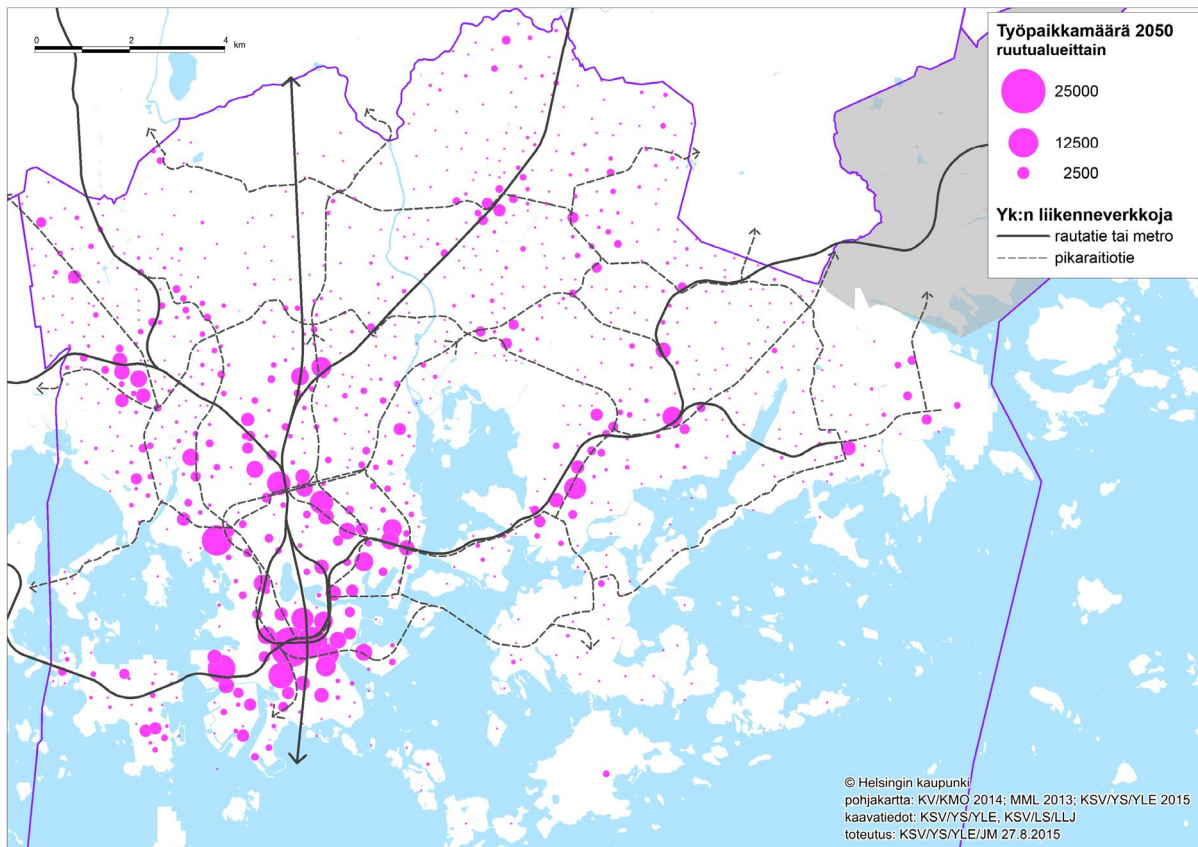 0 2 4
km
Työpaikkamäärä 2050
ruutualueittain
25000
12500
2500
Yk:n liikenneverkkoja
rautatie tai metro
pikaraitiotie
© Helsingin kaupunki
pohjakartta: KV/KMO 2014; MML 2013; KSV/YS/YLE 2015
kaavatiedot: KSV/YS/YLE, KSV/LS/LLJ
toteutus: KSV/YS/YLE/JM 27.8.2015